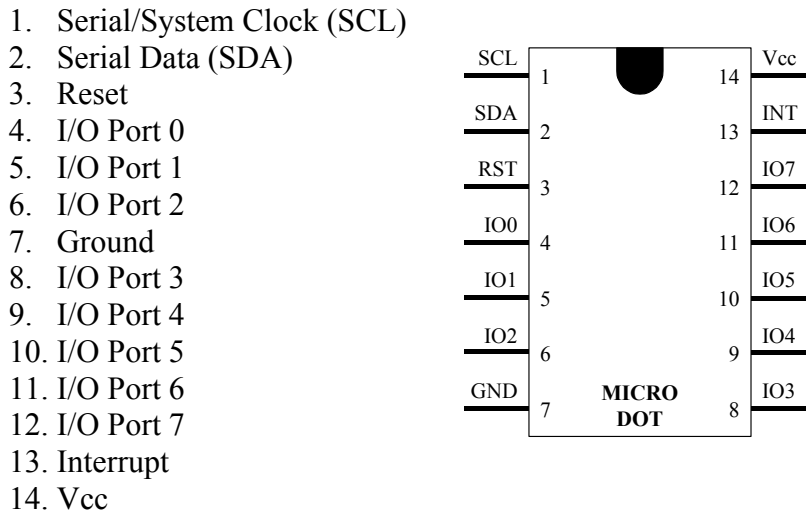 1. Serial/System Clock (SCL)
2. Serial Data (SDA)
3. Reset
4. I/O Port 0
5. I/O Port 1
6. I/O Port 2
7. Ground
8. I/O Port 3
9. I/O Port 4
10. I/O Port 5
11. I/O Port 6
12. I/O Port 7
13. Interrupt
14. Vcc
SCL 1 14 Vcc
SDA 2 13 INT
RST 3 12 IO7
IO0 4 11 IO6
IO1 5 10 IO5
IO2 6 9 IO4
GND 7 MICRO 8 IO3
DOT